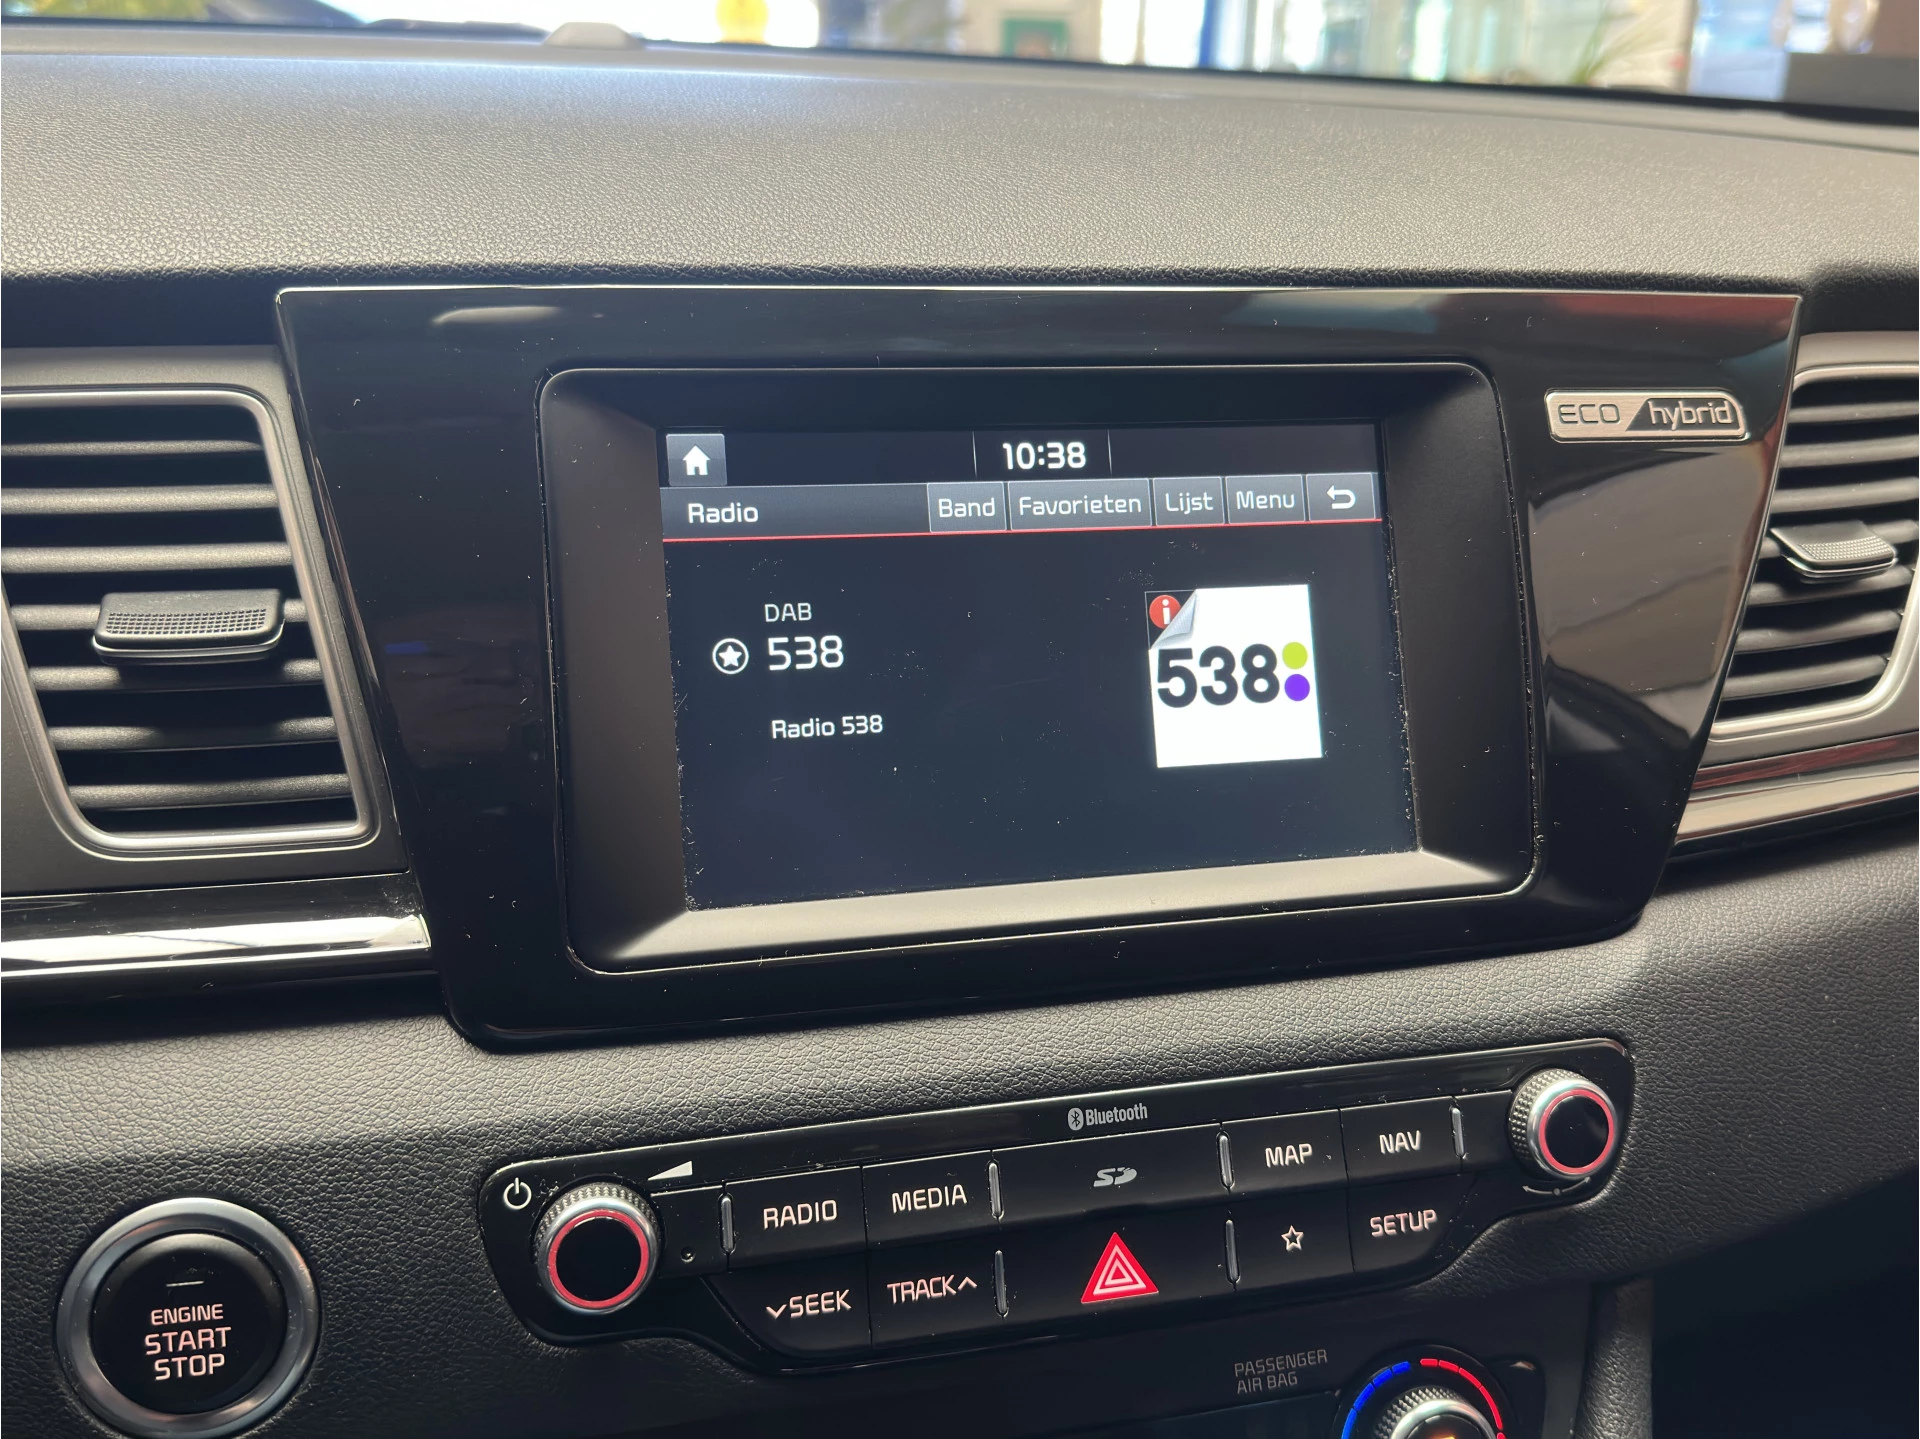 10:38
ECO hybrid
Radio Band Favorieten Lijst Menu
DAB
538
Radio 538
i
538
Bluetooth
RADIO MEDIA SD MAP NAV
SEEK TRACK SETUP
ENGINE
START
STOP
PASSENGER
AIR BAG